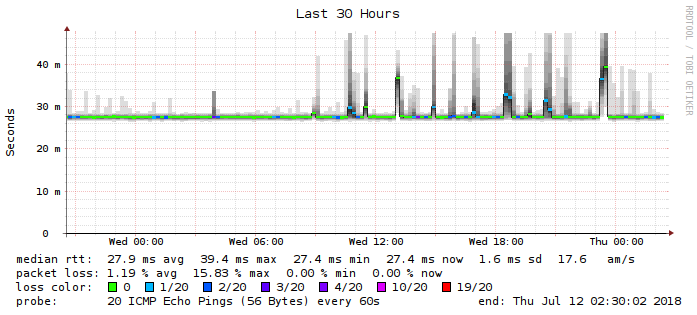 Last 30 Hours
RRDTOOL / TOBI OETIKER
Seconds
40 m
30 m
20 m
10 m
0
Wed 00:00 Wed 06:00 Wed 12:00 Wed 18:00 Thu 00:00
median rtt: 27.9 ms avg 39.4 ms max 27.4 ms min 27.4 ms now 1.6 ms sd 17.6 am/s
packet loss: 1.19 % avg 15.83 % max 0.00 % min 0.00 % now
loss color: 0 1/20 2/20 3/20 4/20 10/20 19/20
probe: 20 ICMP Echo Pings (56 Bytes) every 60s end: Thu Jul 12 02:30:02 2018